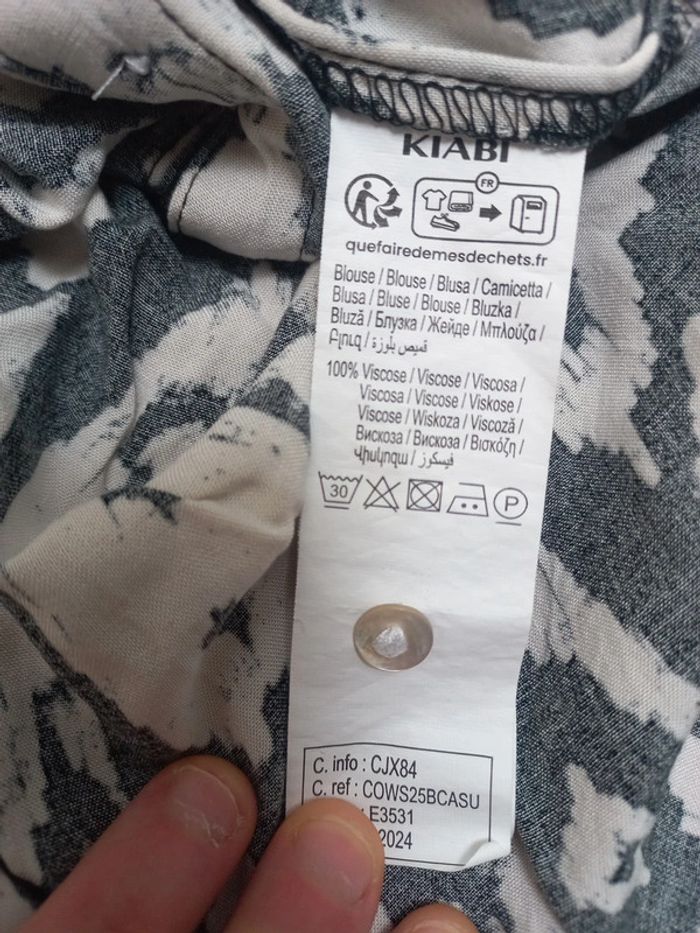 KIABI
FR
quefairedemesdechets.fr
Blouse / Blouse / Blusa / Camicetta /
Blusa / Bluse / Blouse / Bluzka /
Bluză / Блузка / Жейде / Μπλούζα /
Բլուզ / قميص بلوزة
100% Viscose / Viscose / Viscosa /
Viscosa / Viscose / Viskose /
Viscose / Wiskoza / Viscoză /
Вискоза / Вискоза / Βισκόζη /
Վիսկոզա / فيسكوز
30
P
C. info : CJX84
C. ref : COWS25BCASU
: E3531
2024